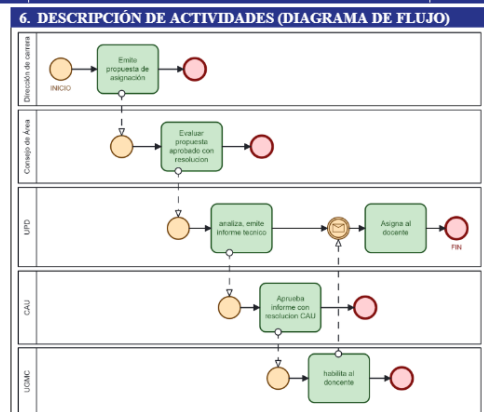 6. DESCRIPCIÓN DE ACTIVIDADES (DIAGRAMA DE FLUJO)
Dirección de carrera
INICIO
Emite
propuesta de
asignación
Consejo de Área
Evaluar
propuesta
aprobado con
resolucion
UPD
analiza, emite
informe tecnico
Asigna al
docente
FIN
CAU
Aprueba
informe con
resolucion CAU
UGMC
habilita al
doncente